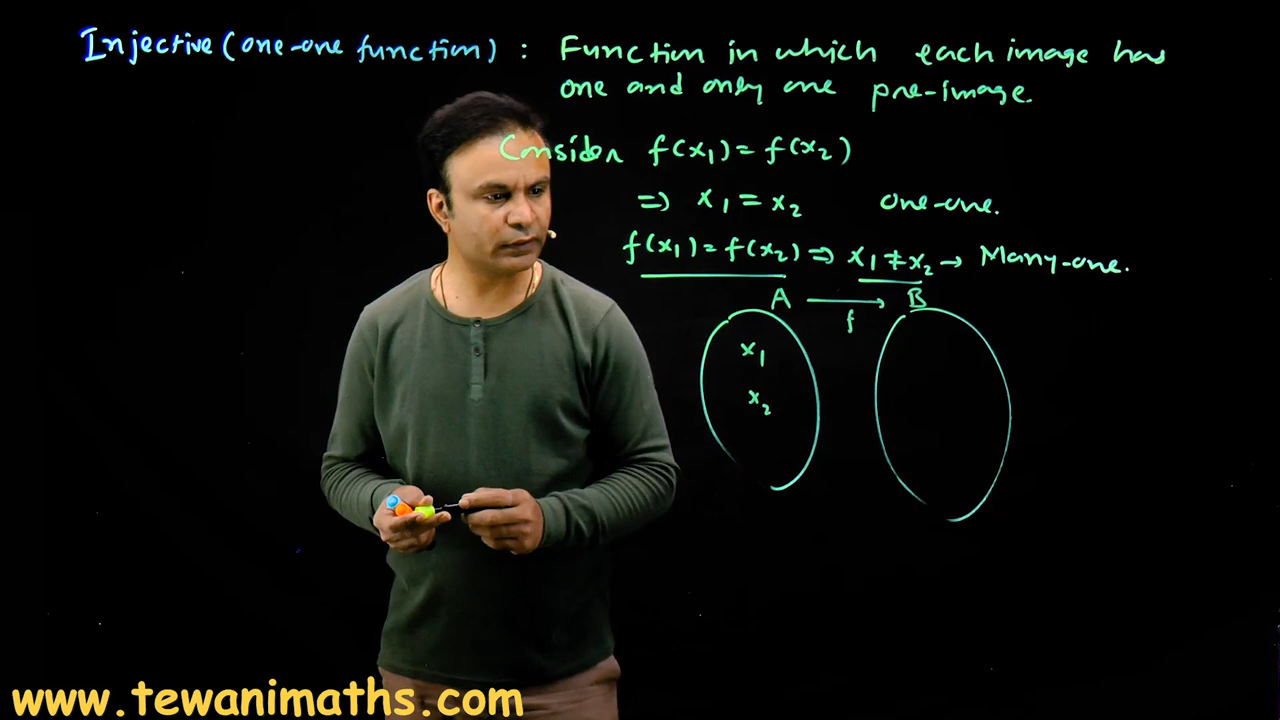 Injective (one-one function) : Function in which each image has
one and only one pre-image.
Consider f(x₁) = f(x₂)
⇒ x₁ = x₂ one-one.
f(x₁) = f(x₂) ⇒ x₁ ≠ x₂ → Many-one.
A → B
f
x₁
x₂
www.tewanimaths.com